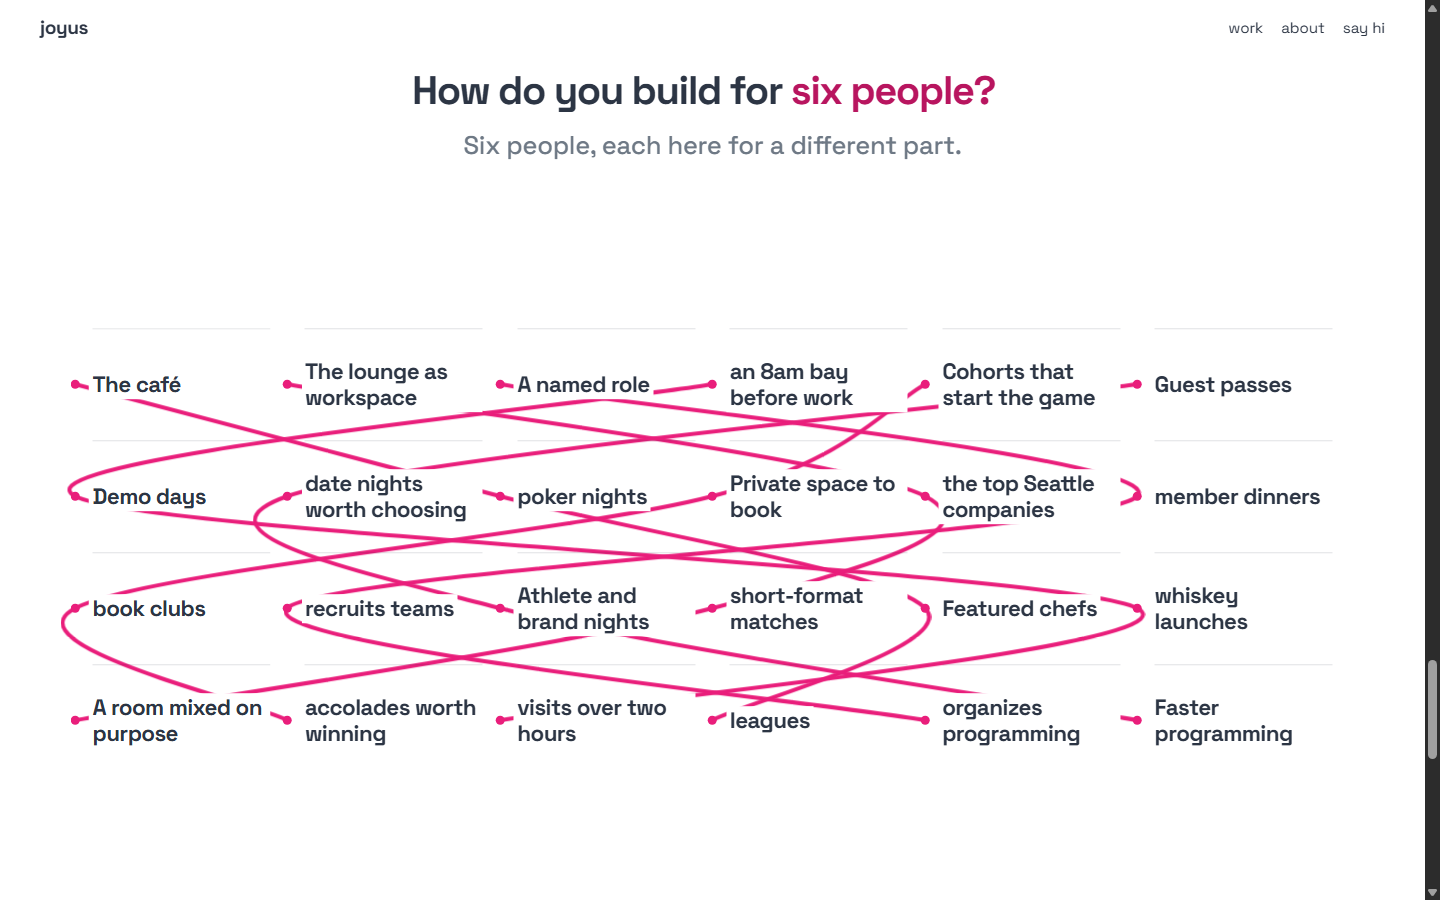 joyus
work about say hi
How do you build for six people?
Six people, each here for a different part.
The café
The lounge as
workspace
A named role
an 8am bay
before work
Cohorts that
start the game
Guest passes
Demo days
date nights
worth choosing
poker nights
Private space to
book
the top Seattle
companies
member dinners
book clubs
recruits teams
Athlete and
brand nights
short-format
matches
Featured chefs
whiskey
launches
A room mixed on
purpose
accolades worth
winning
visits over two
hours
leagues
organizes
programming
Faster
programming